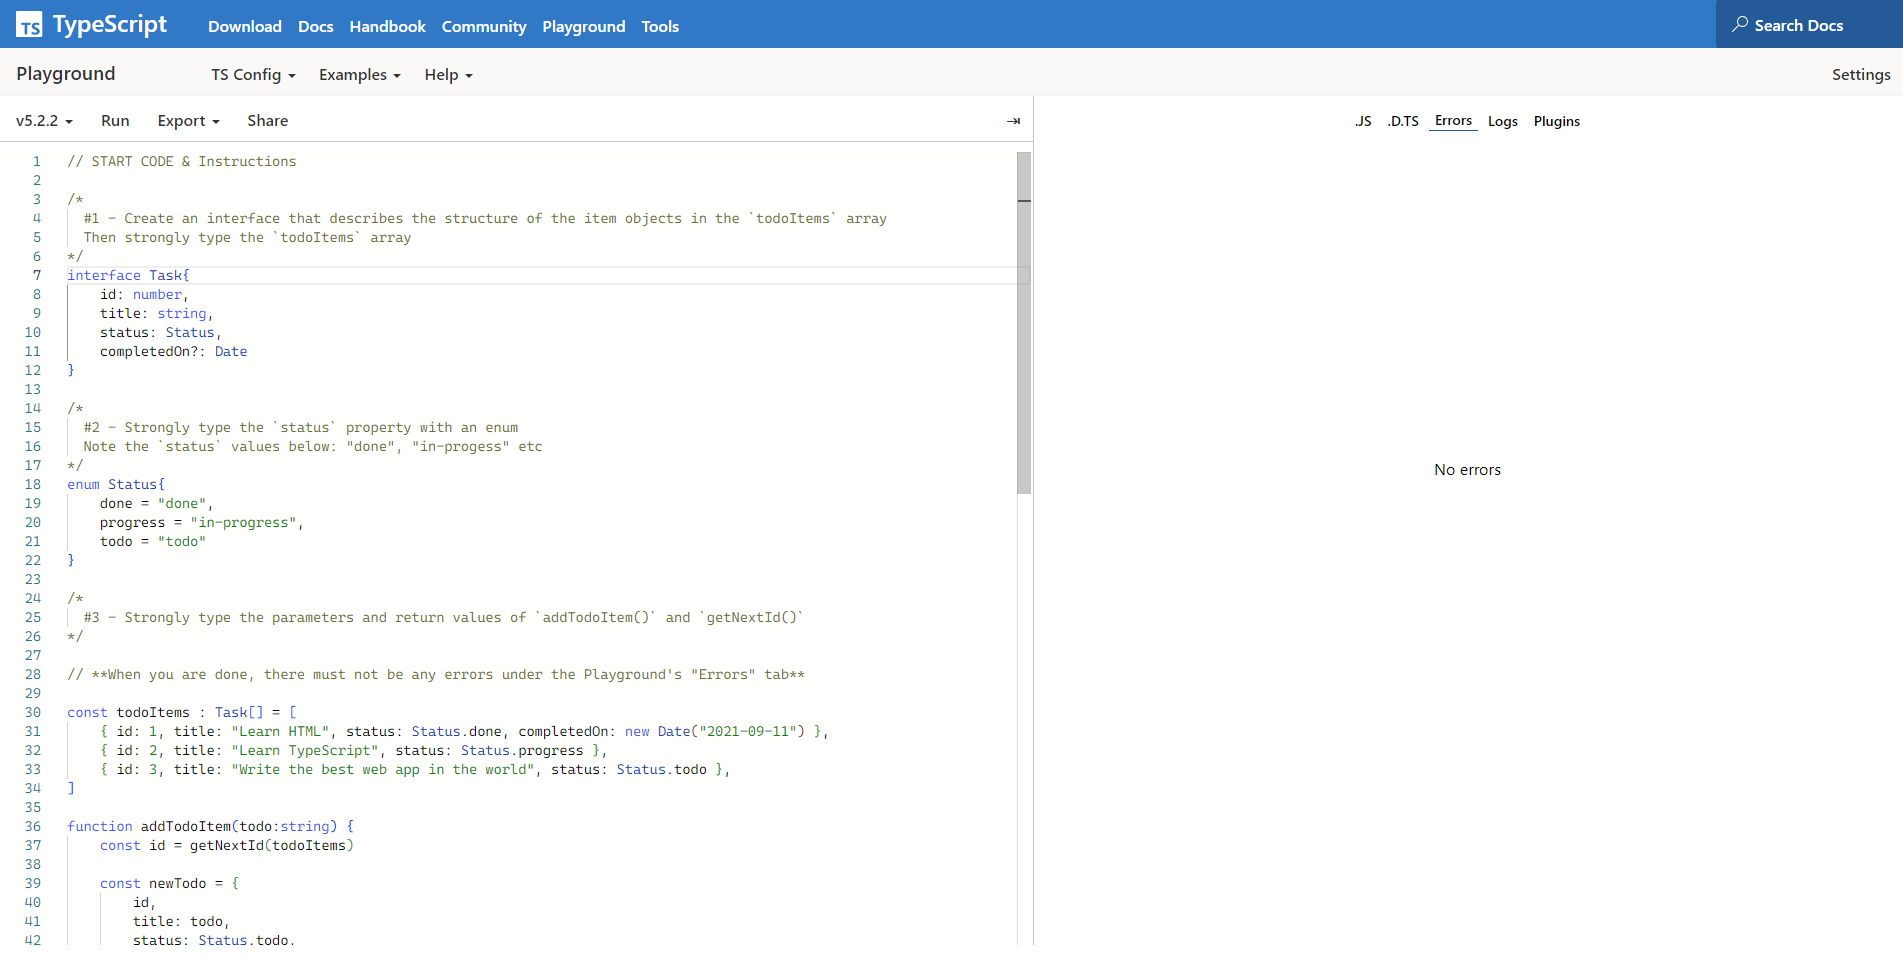 TS TypeScript Download Docs Handbook Community Playground Tools Search Docs
Playground TS Config Examples Help Settings
v5.2.2 Run Export Share
.JS .D.TS Errors Logs Plugins
1 // START CODE & Instructions
2
3 /*
4 #1 - Create an interface that describes the structure of the item objects in the `todoItems` array
5 Then strongly type the `todoItems` array
6 */
7 interface Task{
8 id: number,
9 title: string,
10 status: Status,
11 completedOn?: Date
12 }
13
14 /*
15 #2 - Strongly type the `status` property with an enum
16 Note the `status` values below: "done", "in-progess" etc
17 */
18 enum Status{
19 done = "done",
20 progress = "in-progress",
21 todo = "todo"
22 }
23
24 /*
25 #3 - Strongly type the parameters and return values of `addTodoItem()` and `getNextId()`
26 */
27
28 // **When you are done, there must not be any errors under the Playground's "Errors" tab**
29
30 const todoItems : Task[] = [
31 { id: 1, title: "Learn HTML", status: Status.done, completedOn: new Date("2021-09-11") },
32 { id: 2, title: "Learn TypeScript", status: Status.progress },
33 { id: 3, title: "Write the best web app in the world", status: Status.todo },
34 ]
35
36 function addTodoItem(todo:string) {
37 const id = getNextId(todoItems)
38
39 const newTodo = {
40 id,
41 title: todo,
42 status: Status.todo,
No errors